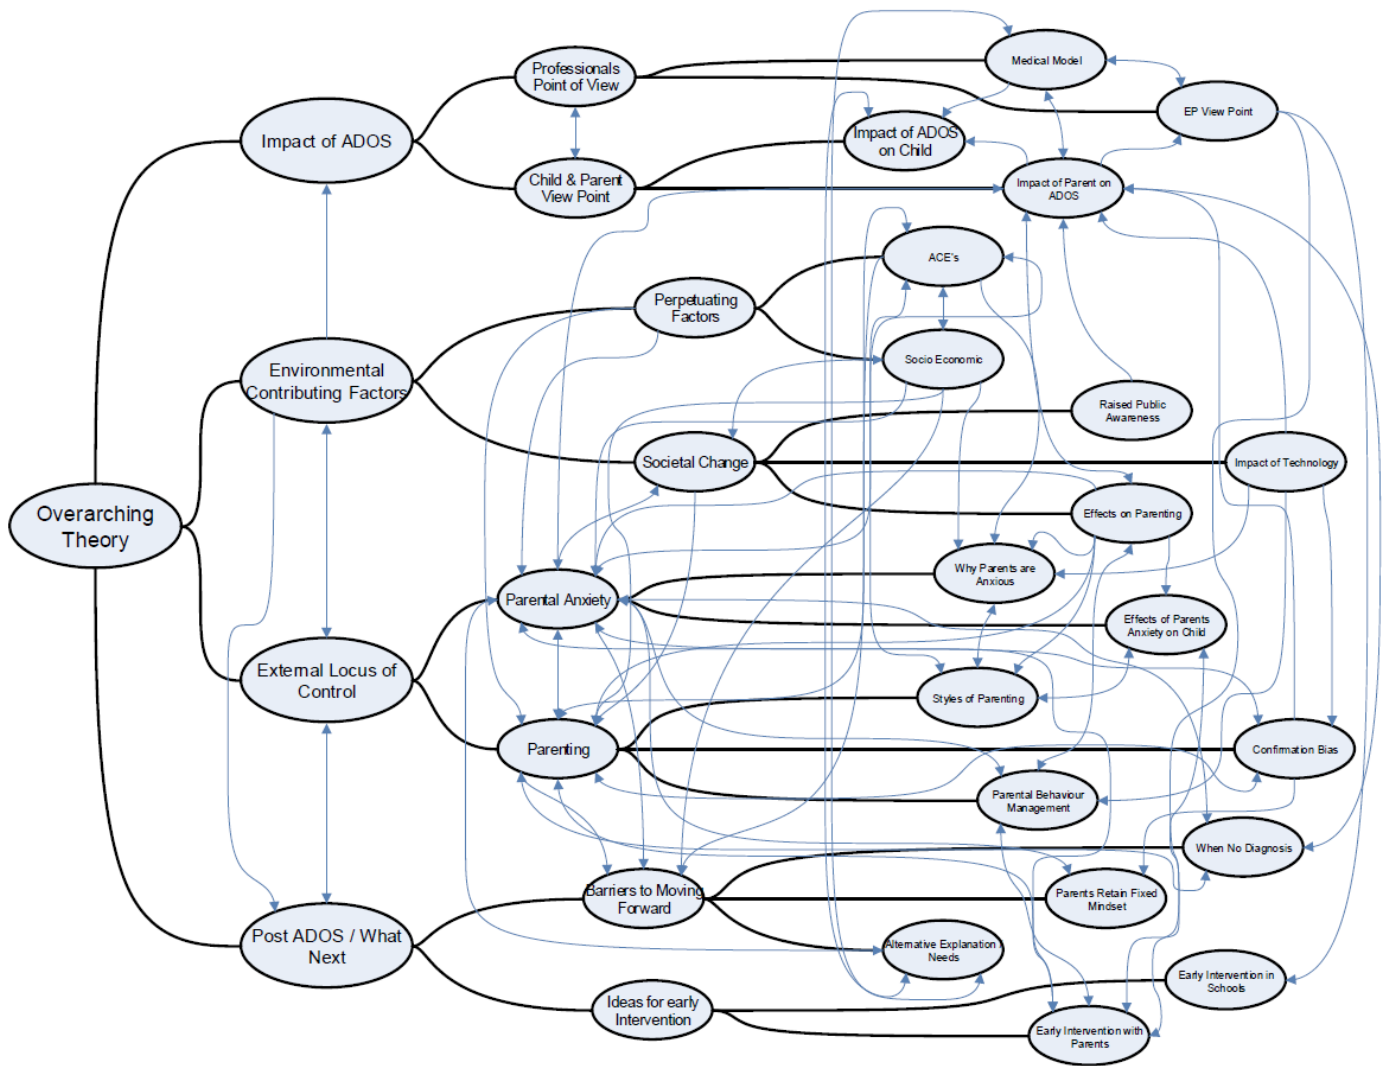 Medical Model
Professionals
Point of View
EP View Point
Impact of ADOS
Impact of ADOS
on Child
Child & Parent
View Point
Impact of Parent on
ADOS
ACE's
Perpetuating
Factors
Socio Economic
Environmental
Contributing Factors
Raised Public
Awareness
Societal Change
Impact of Technology
Overarching
Theory
Effects on Parenting
Why Parents are
Anxious
Parental Anxiety
Effects of Parents
Anxiety on Child
External Locus of
Control
Styles of Parenting
Parenting
Confirmation Bias
Parental Behaviour
Management
When No Diagnosis
Barriers to Moving
Forward
Parents Retain Fixed
Mindset
Post ADOS / What
Next
Alternative Explanation /
Needs
Early Intervention in
Schools
Ideas for early
Intervention
Early Intervention with
Parents